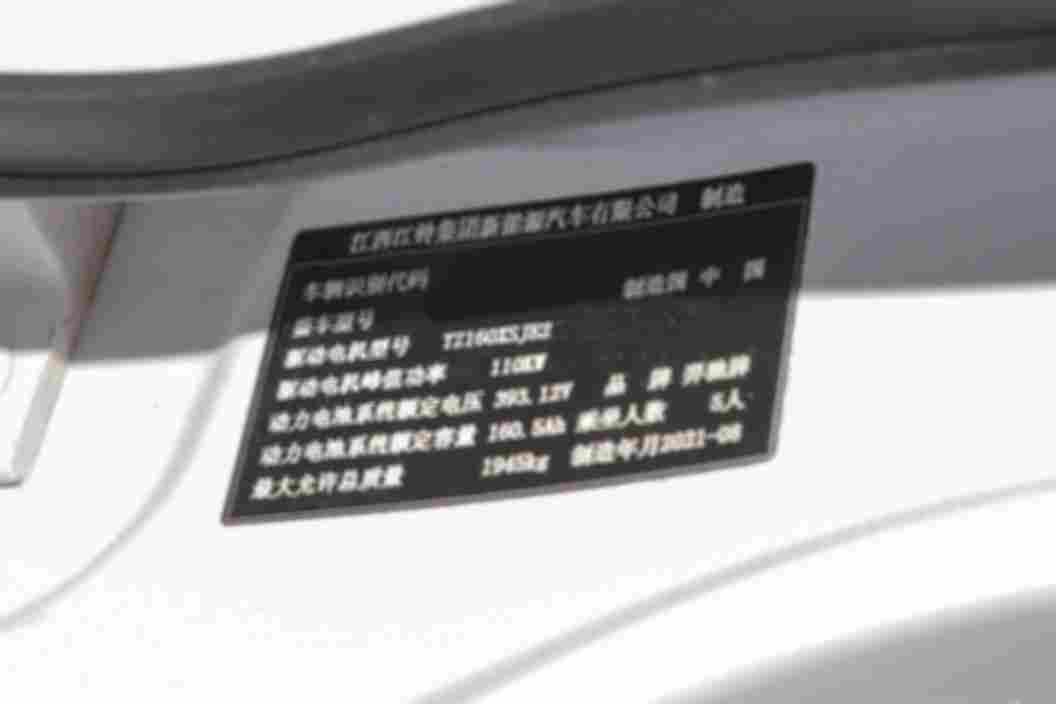 江西江特集团新能源汽车有限公司 制造
车辆识别代码
制造国 中 国
整车型号
驱动电机型号 YZ160XSJSZ
驱动电机峰值功率 110KW
动力电池系统额定电压 393.12V 品 牌
动力电池系统额定容量 160.5Ah 乘坐人数 5人
最大允许总质量 1945kg 制造年月2021-08